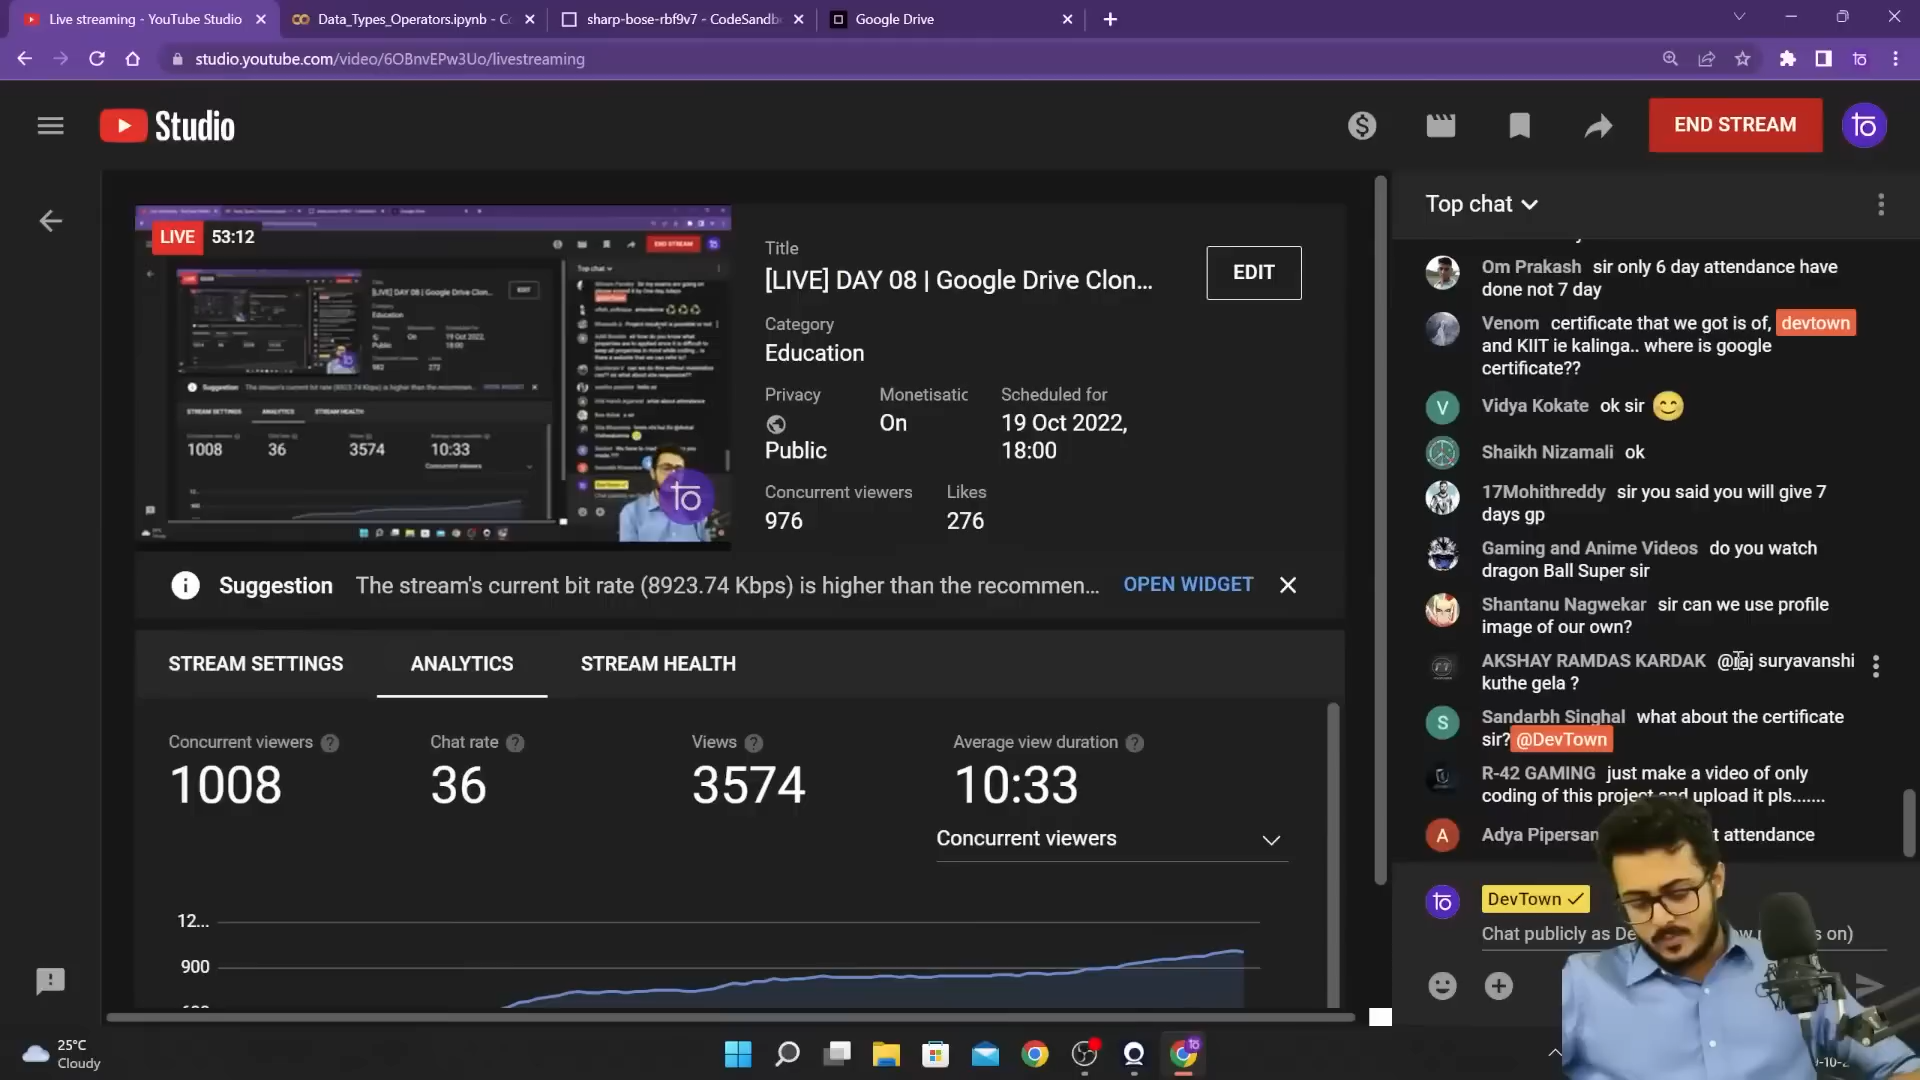 Live streaming - YouTube Studio
Data_Types_Operators.ipynb - Co
sharp-bose-rbf9v7 - CodeSandb
Google Drive
studio.youtube.com/video/6OBnvEPw3Uo/livestreaming
Studio
END STREAM
LIVE 53:12
Title
[LIVE] DAY 08 | Google Drive Clon...
EDIT
Category
Education
Privacy
Public
Monetisatic
On
Scheduled for
19 Oct 2022,
18:00
Concurrent viewers
976
Likes
276
Suggestion The stream's current bit rate (8923.74 Kbps) is higher than the recommen... OPEN WIDGET
STREAM SETTINGS ANALYTICS STREAM HEALTH
Concurrent viewers
1008
Chat rate
36
Views
3574
Average view duration
10:33
Concurrent viewers
12...
900
Top chat
Om Prakash sir only 6 day attendance have
done not 7 day
Venom certificate that we got is of, devtown
and KIIT ie kalinga.. where is google
certificate??
Vidya Kokate ok sir
Shaikh Nizamali ok
17Mohithreddy sir you said you will give 7
days gp
Gaming and Anime Videos do you watch
dragon Ball Super sir
Shantanu Nagwekar sir can we use profile
image of our own?
AKSHAY RAMDAS KARDAK @raj suryavanshi
kuthe gela ?
Sandarbh Singhal what about the certificate
sir? @DevTown
R-42 GAMING just make a video of only
coding of this project and upload it pls.......
Adya attendance
DevTown
Chat publicly as on)
25°C
Cloudy